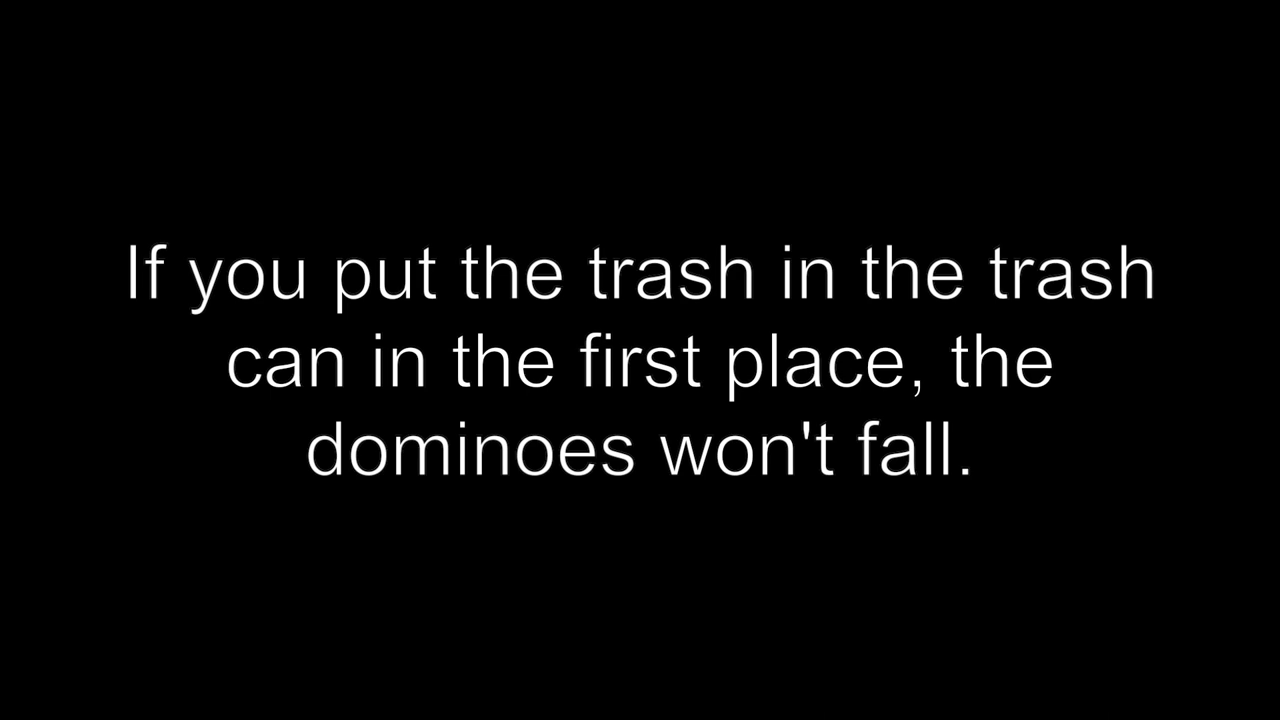 If you put the trash in the trash
can in the first place, the
dominoes won't fall.